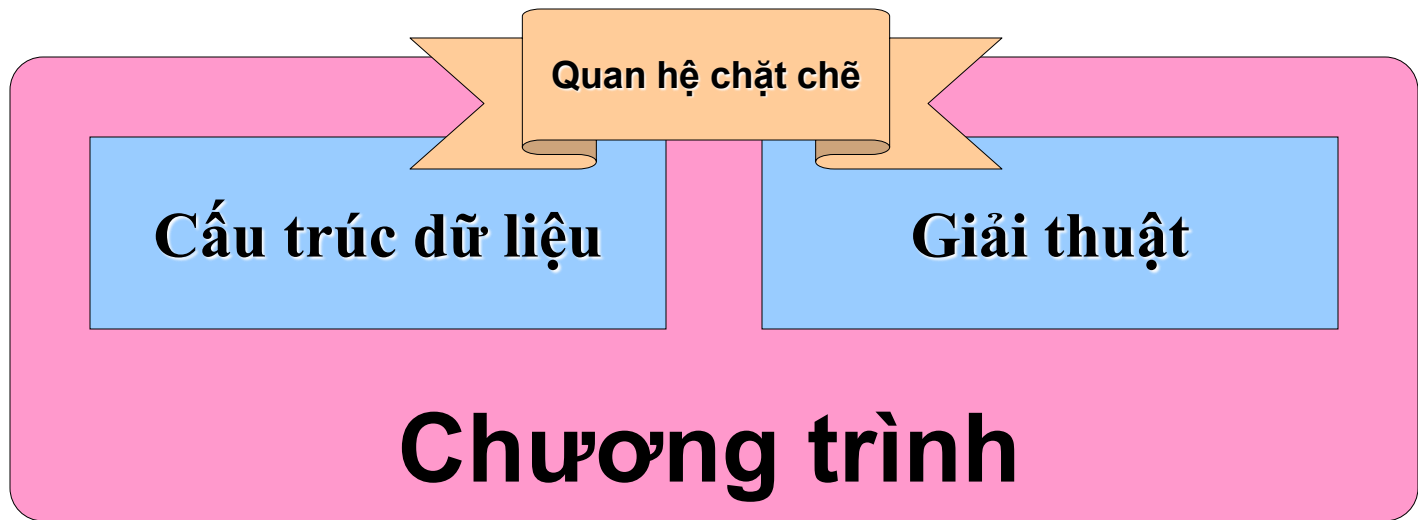 Quan hệ chặt chẽ
Cấu trúc dữ liệu
Giải thuật
Chương trình